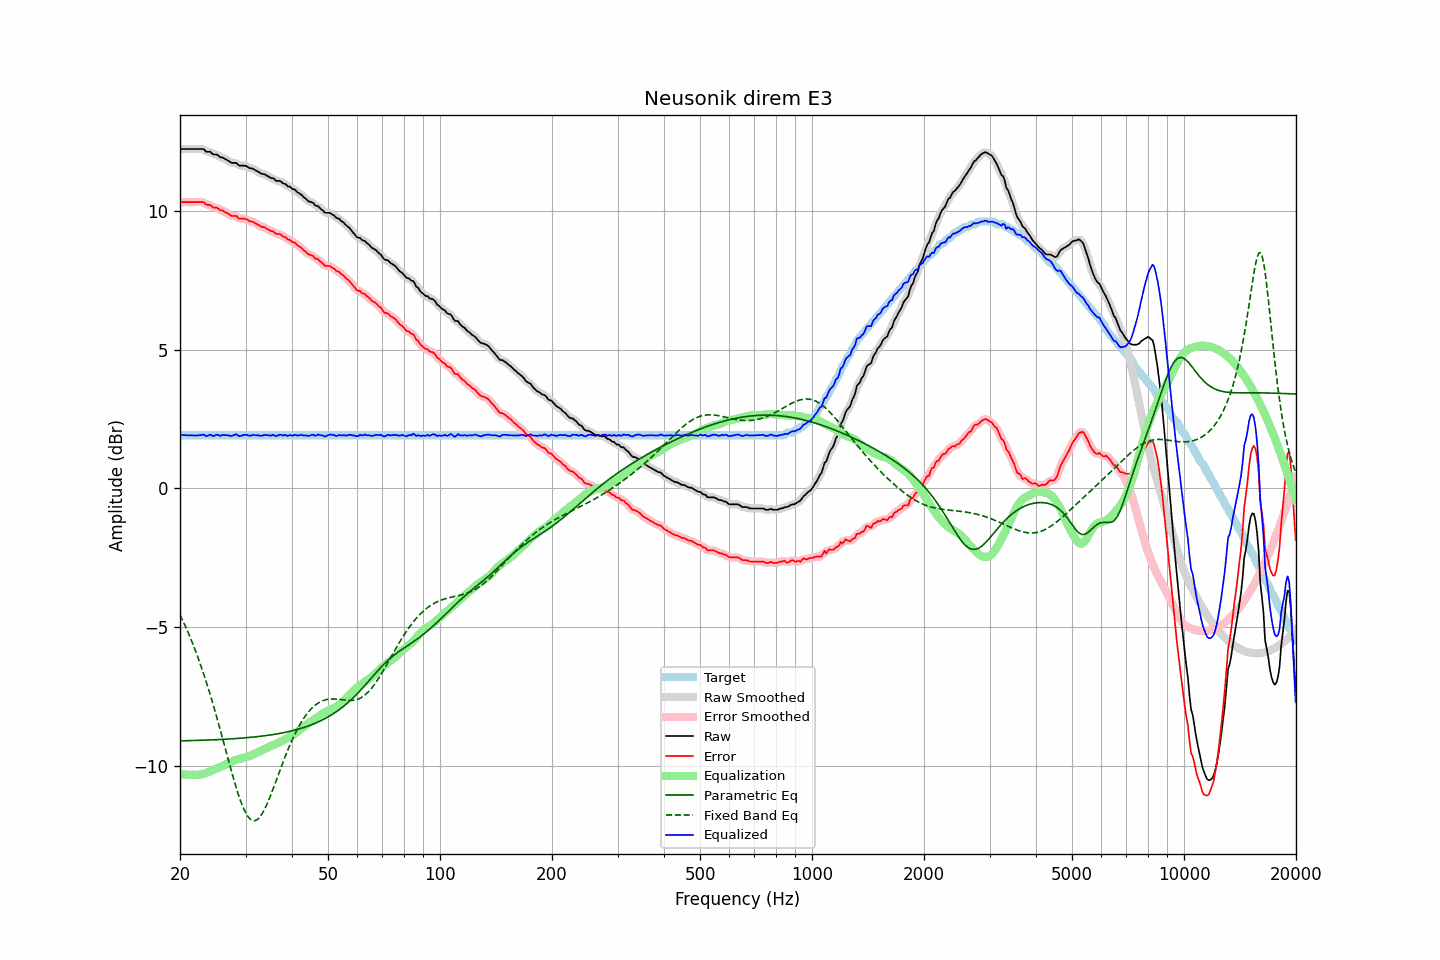 Neusonik direm E3
Amplitude (dBr)
10
5
0
−5
−10
Target
Raw Smoothed
Error Smoothed
Raw
Error
Equalization
Parametric Eq
Fixed Band Eq
Equalized
20 50 100 200 500 1000 2000 5000 10000 20000
Frequency (Hz)